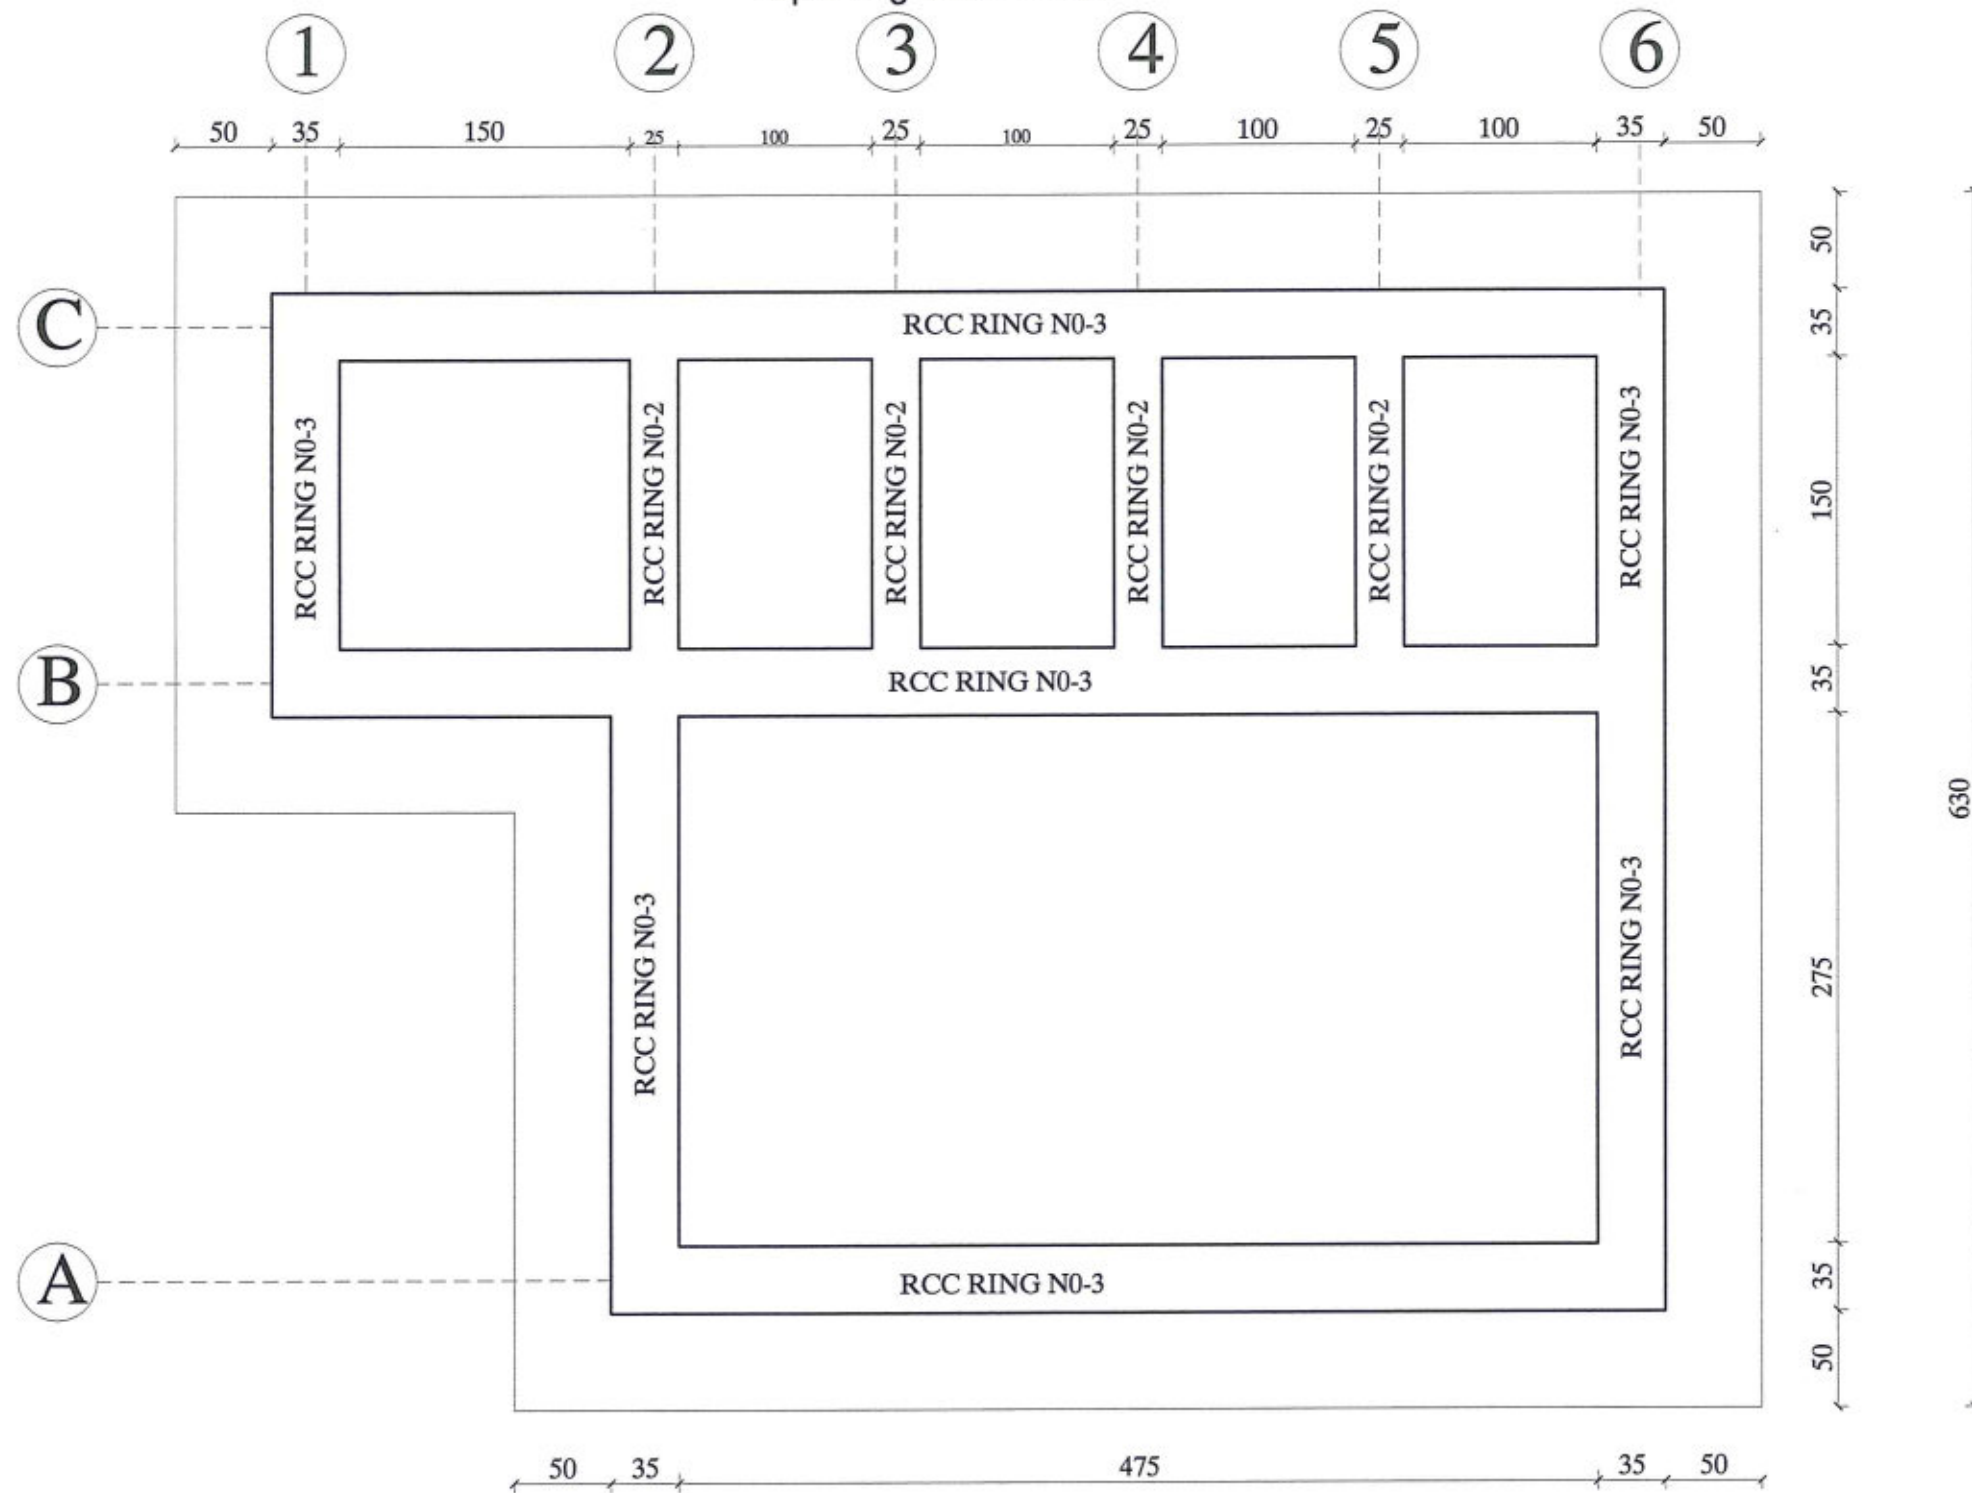 1 2 3 4 5 6
50 35 150 25 100 25 100 25 100 25 100 35 50
50
C
RCC RING N0-3
35
RCC RING N0-3
RCC RING N0-2
RCC RING N0-2
RCC RING N0-2
RCC RING N0-2
RCC RING N0-3
150
B
RCC RING N0-3
35
630
RCC RING N0-3
RCC RING N0-3
275
A
RCC RING N0-3
35
50
50 35 475 35 50